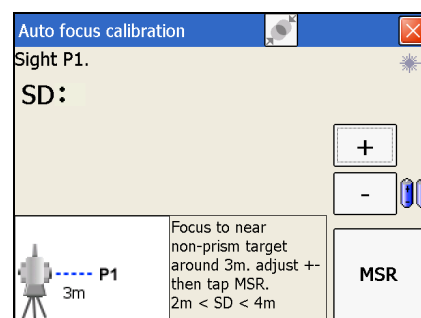 Auto focus calibration
Sight P1.
SD:
+
-
P1
3m
Focus to near
non-prism target
around 3m. adjust +-
then tap MSR.
2m < SD < 4m
MSR